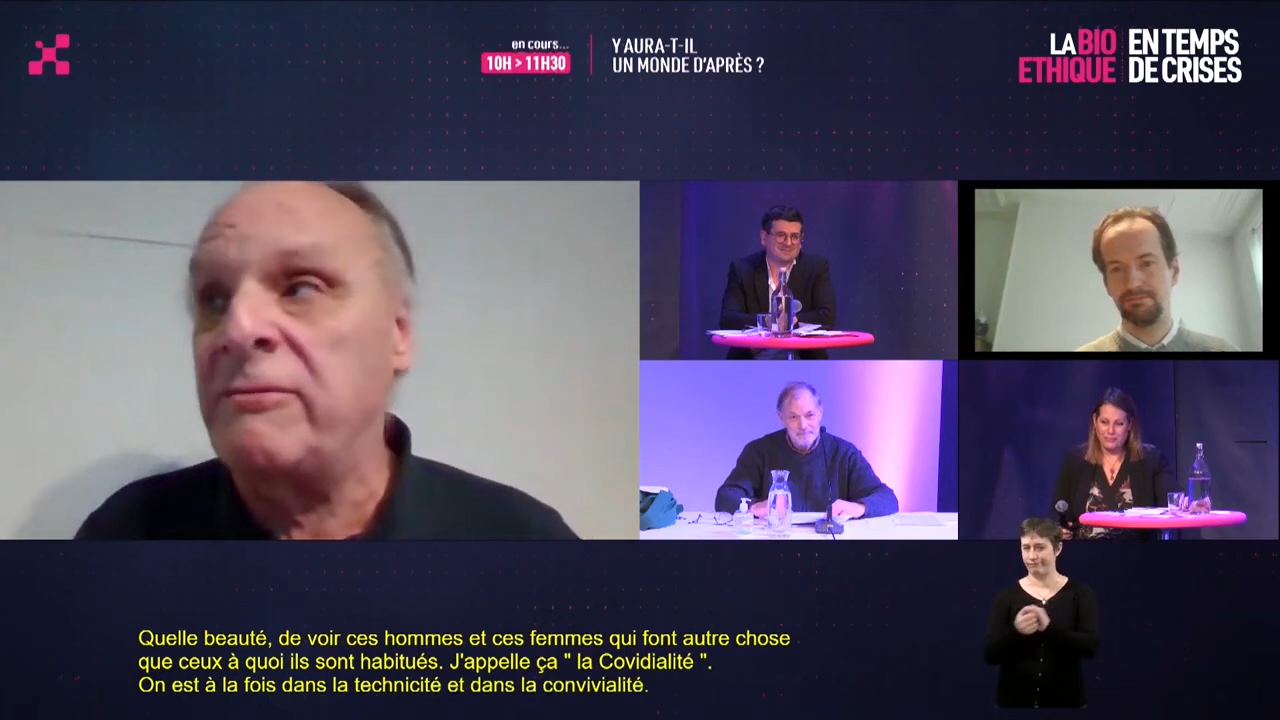 en cours...
10H > 11H30
Y AURA-T-IL
UN MONDE D'APRÈS ?
LA BIO
ETHIQUE
EN TEMPS
DE CRISES
Quelle beauté, de voir ces hommes et ces femmes qui font autre chose
que ceux à quoi ils sont habitués. J'appelle ça " la Covidialité ".
On est à la fois dans la technicité et dans la convivialité.